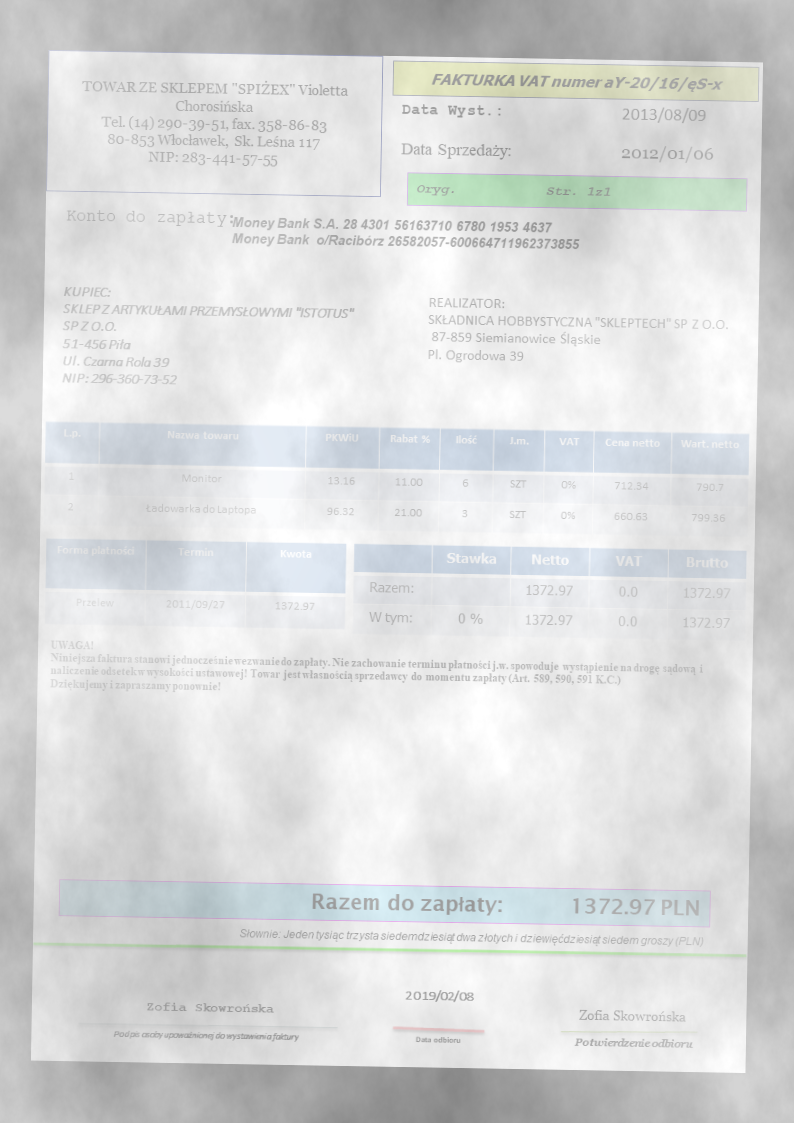 TOWAR ZE SKLEPEM "SPIŻEX" Violetta
Chorosińska
Tel. (14) 290-39-51, fax. 358-86-83
80-853 Włocławek, Sk. Leśna 117
NIP: 283-441-57-55
FAKTURKA VAT numer aY-20/16/ęS-x
Data Wyst.: 2013/08/09
Data Sprzedaży: 2012/01/06
Oryg. Str. 1z1
Konto do zapłaty: Money Bank S.A. 28 4301 56163710 6780 1953 4637
Money Bank o/Racibórz 26582057-600664711962373855
KUPIEC:
SKLEP Z ARTYKUŁAMI PRZEMYSŁOWYMI "ISTOTUS"
SP Z O.O.
51-456 Piła
Ul. Czarna Rola 39
NIP: 296-360-73-52
REALIZATOR:
SKŁADNICA HOBBYSTYCZNA "SKLEPTECH" SP Z O.O.
87-859 Siemianowice Śląskie
Pl. Ogrodowa 39
L.p. Nazwa towaru PKWiU Rabat % Ilość J.m. VAT Cena netto Wart. netto
1 Monitor 13.16 11.00 6 SZT 0% 712.34 790.7
2 Ładowarka do Laptopa 96.32 21.00 3 SZT 0% 660.63 799.36
Forma płatności Termin Kwota
Przelew 2011/09/27 1372.97
Stawka Netto VAT Brutto
Razem: 1372.97 0.0 1372.97
W tym: 0 % 1372.97 0.0 1372.97
UWAGA!
Niniejsza faktura stanowi jednocześnie wezwanie do zapłaty. Nie zachowanie terminu płatności j.w. spowoduje wystąpienie na drogę sądową i
naliczenie odsetek w wysokości ustawowej! Towar jest własnością sprzedawcy do momentu zapłaty (Art. 589, 590, 591 K.C.)
Dziekujemy i zapraszamy ponownie!
Razem do zapłaty: 1372.97 PLN
Słownie: Jeden tysiąc trzysta siedemdziesiąt dwa złotych i dziewięćdziesiąt siedem groszy (PLN)
Zofia Skowrońska
Podpis osoby upoważnionej do wystawienia faktury
2019/02/08
Data odbioru
Zofia Skowrońska
Potwierdzenie odbioru